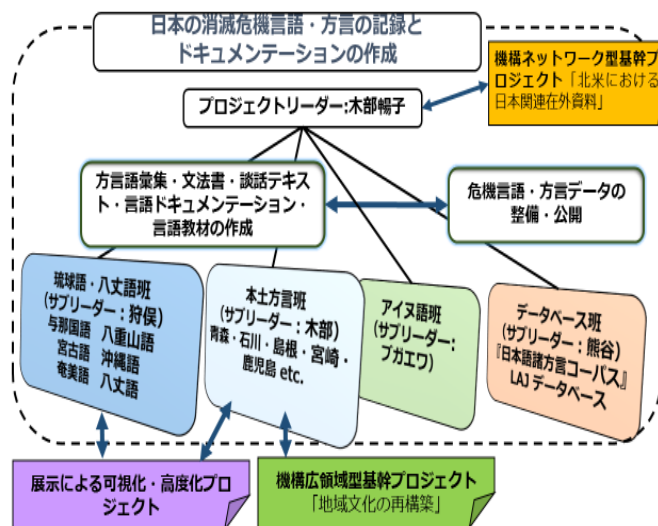 日本の消滅危機言語・方言の記録と
ドキュメンテーションの作成
機構ネットワーク型基幹プ
ロジェクト「北米における
日本関連在外資料」
プロジェクトリーダー:木部暢子
方言語彙集・文法書・談話テキス
ト・言語ドキュメンテーション・
言語教材の作成
危機言語・方言データの
整備・公開
琉球語・八丈語班
(サブリーダー：狩俣)
与那国語 八重山語
宮古語 沖縄語
奄美語 八丈語
本土方言班
(サブリーダー：木部)
青森・石川・島根・宮崎・
鹿児島 etc.
アイヌ語班
(サブリーダー：
ブガエワ)
データベース班
(サブリーダー：熊谷)
『日本語諸方言コーパス』
LAJ データベース
展示による可視化・高度化プロ
ジェクト
機構広領域型基幹プロジェクト
「地域文化の再構築」